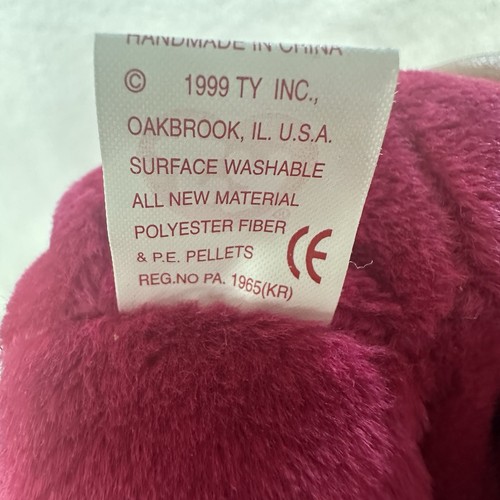 HANDMADE IN CHINA
© 1999 TY INC.,
OAKBROOK, IL. U.S.A.
SURFACE WASHABLE
ALL NEW MATERIAL
POLYESTER FIBER
& P.E. PELLETS CE
REG.NO PA. 1965(KR)